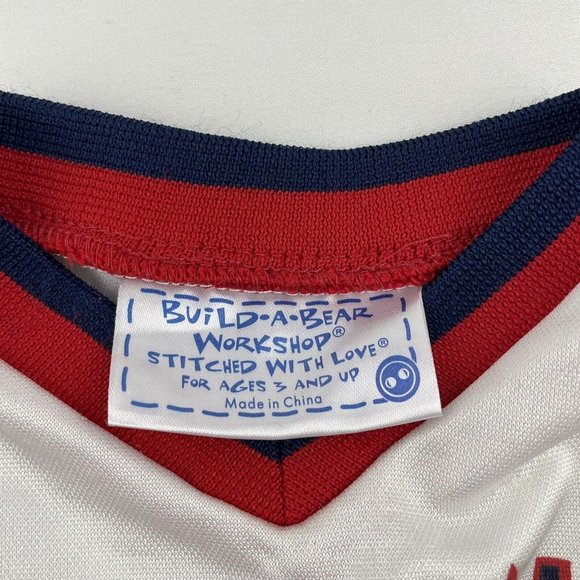 BUILD-A-BEAR
WORKSHOP®
STITCHED WITH LOVE®
FOR AGES 3 AND UP
Made in China